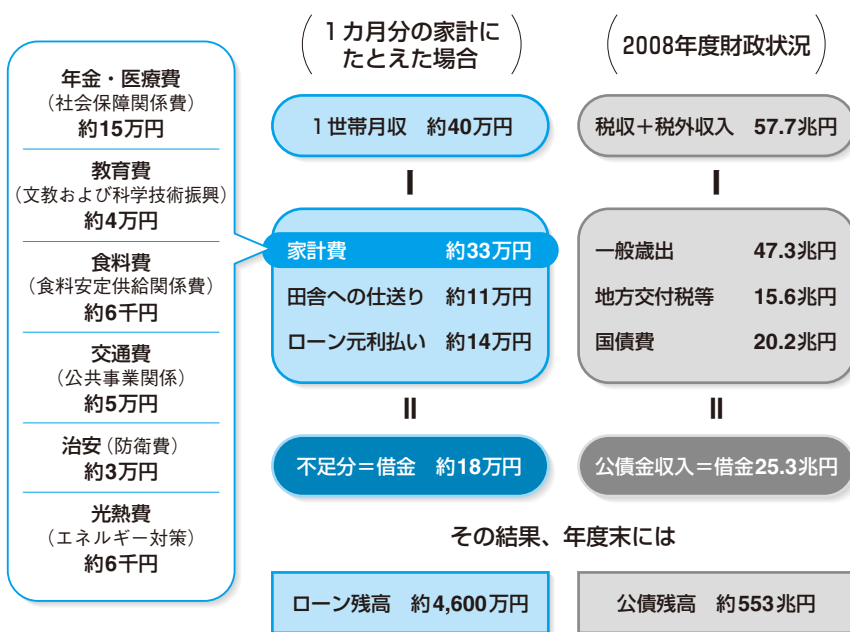 年金・医療費
（社会保障関係費）
約15万円
教育費
（文教および科学技術振興）
約4万円
食料費
（食料安定供給関係費）
約6千円
交通費
（公共事業関係）
約5万円
治安（防衛費）
約3万円
光熱費
（エネルギー対策）
約6千円
（1カ月分の家計に
たとえた場合）
1世帯月収 約40万円
－
家計費 約33万円
田舎への仕送り 約11万円
ローン元利払い 約14万円
＝
不足分＝借金 約18万円
（2008年度財政状況）
税収＋税外収入 57.7兆円
－
一般歳出 47.3兆円
地方交付税等 15.6兆円
国債費 20.2兆円
＝
公債金収入＝借金25.3兆円
その結果、年度末には
ローン残高 約4,600万円
公債残高 約553兆円